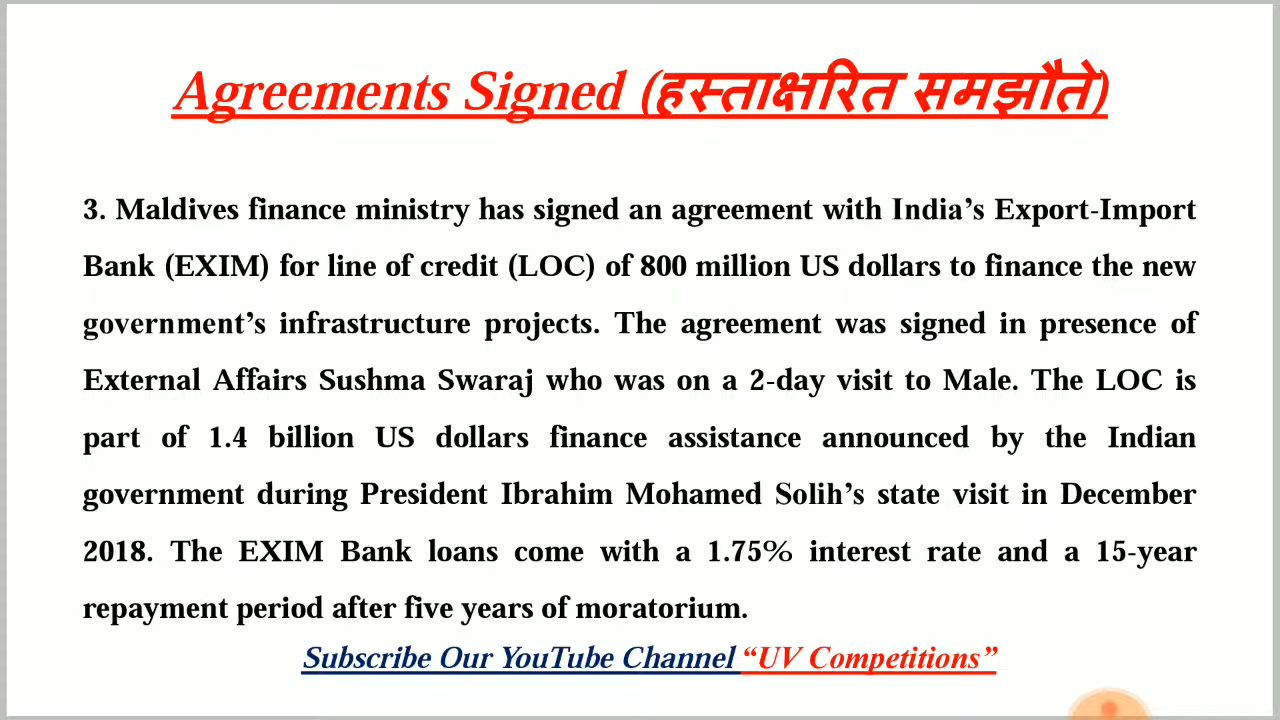 Agreements Signed (हस्ताक्षरित समझौते)
3. Maldives finance ministry has signed an agreement with India’s Export-Import
Bank (EXIM) for line of credit (LOC) of 800 million US dollars to finance the new
government’s infrastructure projects. The agreement was signed in presence of
External Affairs Sushma Swaraj who was on a 2-day visit to Male. The LOC is
part of 1.4 billion US dollars finance assistance announced by the Indian
government during President Ibrahim Mohamed Solih’s state visit in December
2018. The EXIM Bank loans come with a 1.75% interest rate and a 15-year
repayment period after five years of moratorium.
Subscribe Our YouTube Channel “UV Competitions”